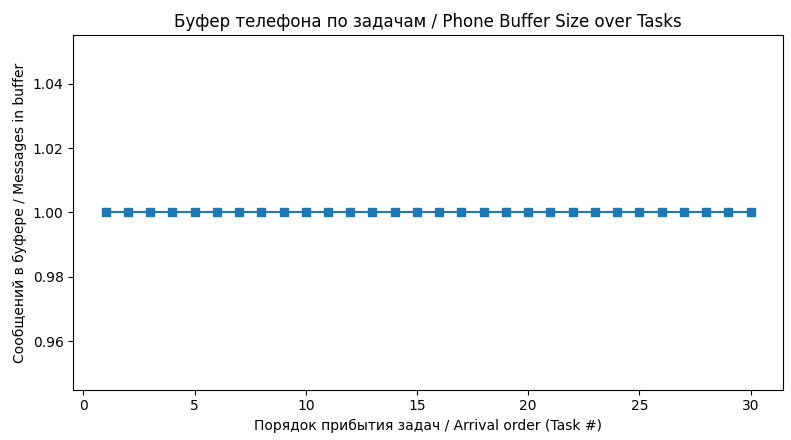 Буфер телефона по задачам / Phone Buffer Size over Tasks
Сообщений в буфере / Messages in buffer
1.04
1.02
1.00
0.98
0.96
0 5 10 15 20 25 30
Порядок прибытия задач / Arrival order (Task #)